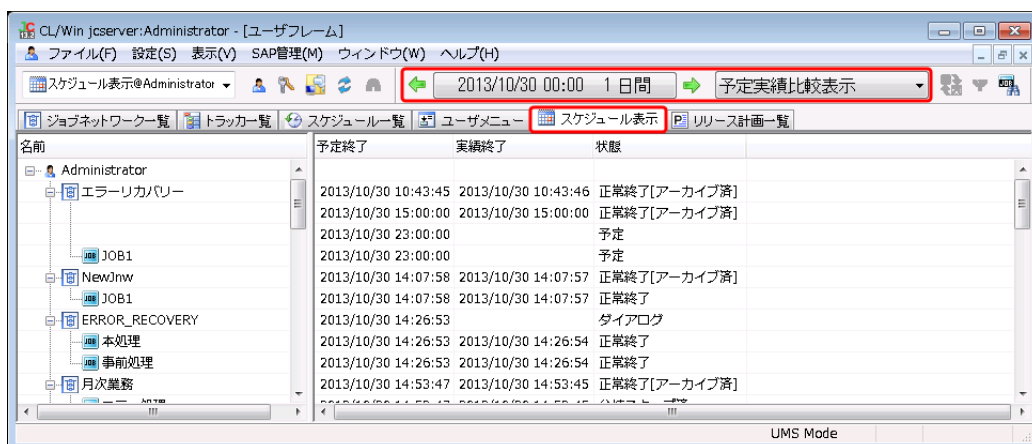 CL/Win jcserver:Administrator - [ユーザフレーム]
ファイル(F) 設定(S) 表示(V) SAP管理(M) ウィンドウ(W) ヘルプ(H)
スケジュール表示@Administrator 2013/10/30 00:00 1 日間 予定実績比較表示
ジョブネットワーク一覧 トラッカ一覧 スケジュール一覧 ユーザメニュー スケジュール表示 リリース計画一覧
名前 予定終了 実績終了 状態
Administrator
エラーリカバリー 2013/10/30 10:43:45 2013/10/30 10:43:46 正常終了[アーカイブ済]
2013/10/30 15:00:00 2013/10/30 15:00:00 正常終了[アーカイブ済]
2013/10/30 23:00:00 予定
JOB JOB1 2013/10/30 23:00:00 予定
NewJnw 2013/10/30 14:07:58 2013/10/30 14:07:57 正常終了[アーカイブ済]
JOB JOB1 2013/10/30 14:07:58 2013/10/30 14:07:57 正常終了
ERROR_RECOVERY 2013/10/30 14:26:53 ダイアログ
JOB 本処理 2013/10/30 14:26:53 2013/10/30 14:26:54 正常終了
JOB 事前処理 2013/10/30 14:26:53 2013/10/30 14:26:54 正常終了
月次業務 2013/10/30 14:53:47 2013/10/30 14:53:45 正常終了[アーカイブ済]
UMS Mode